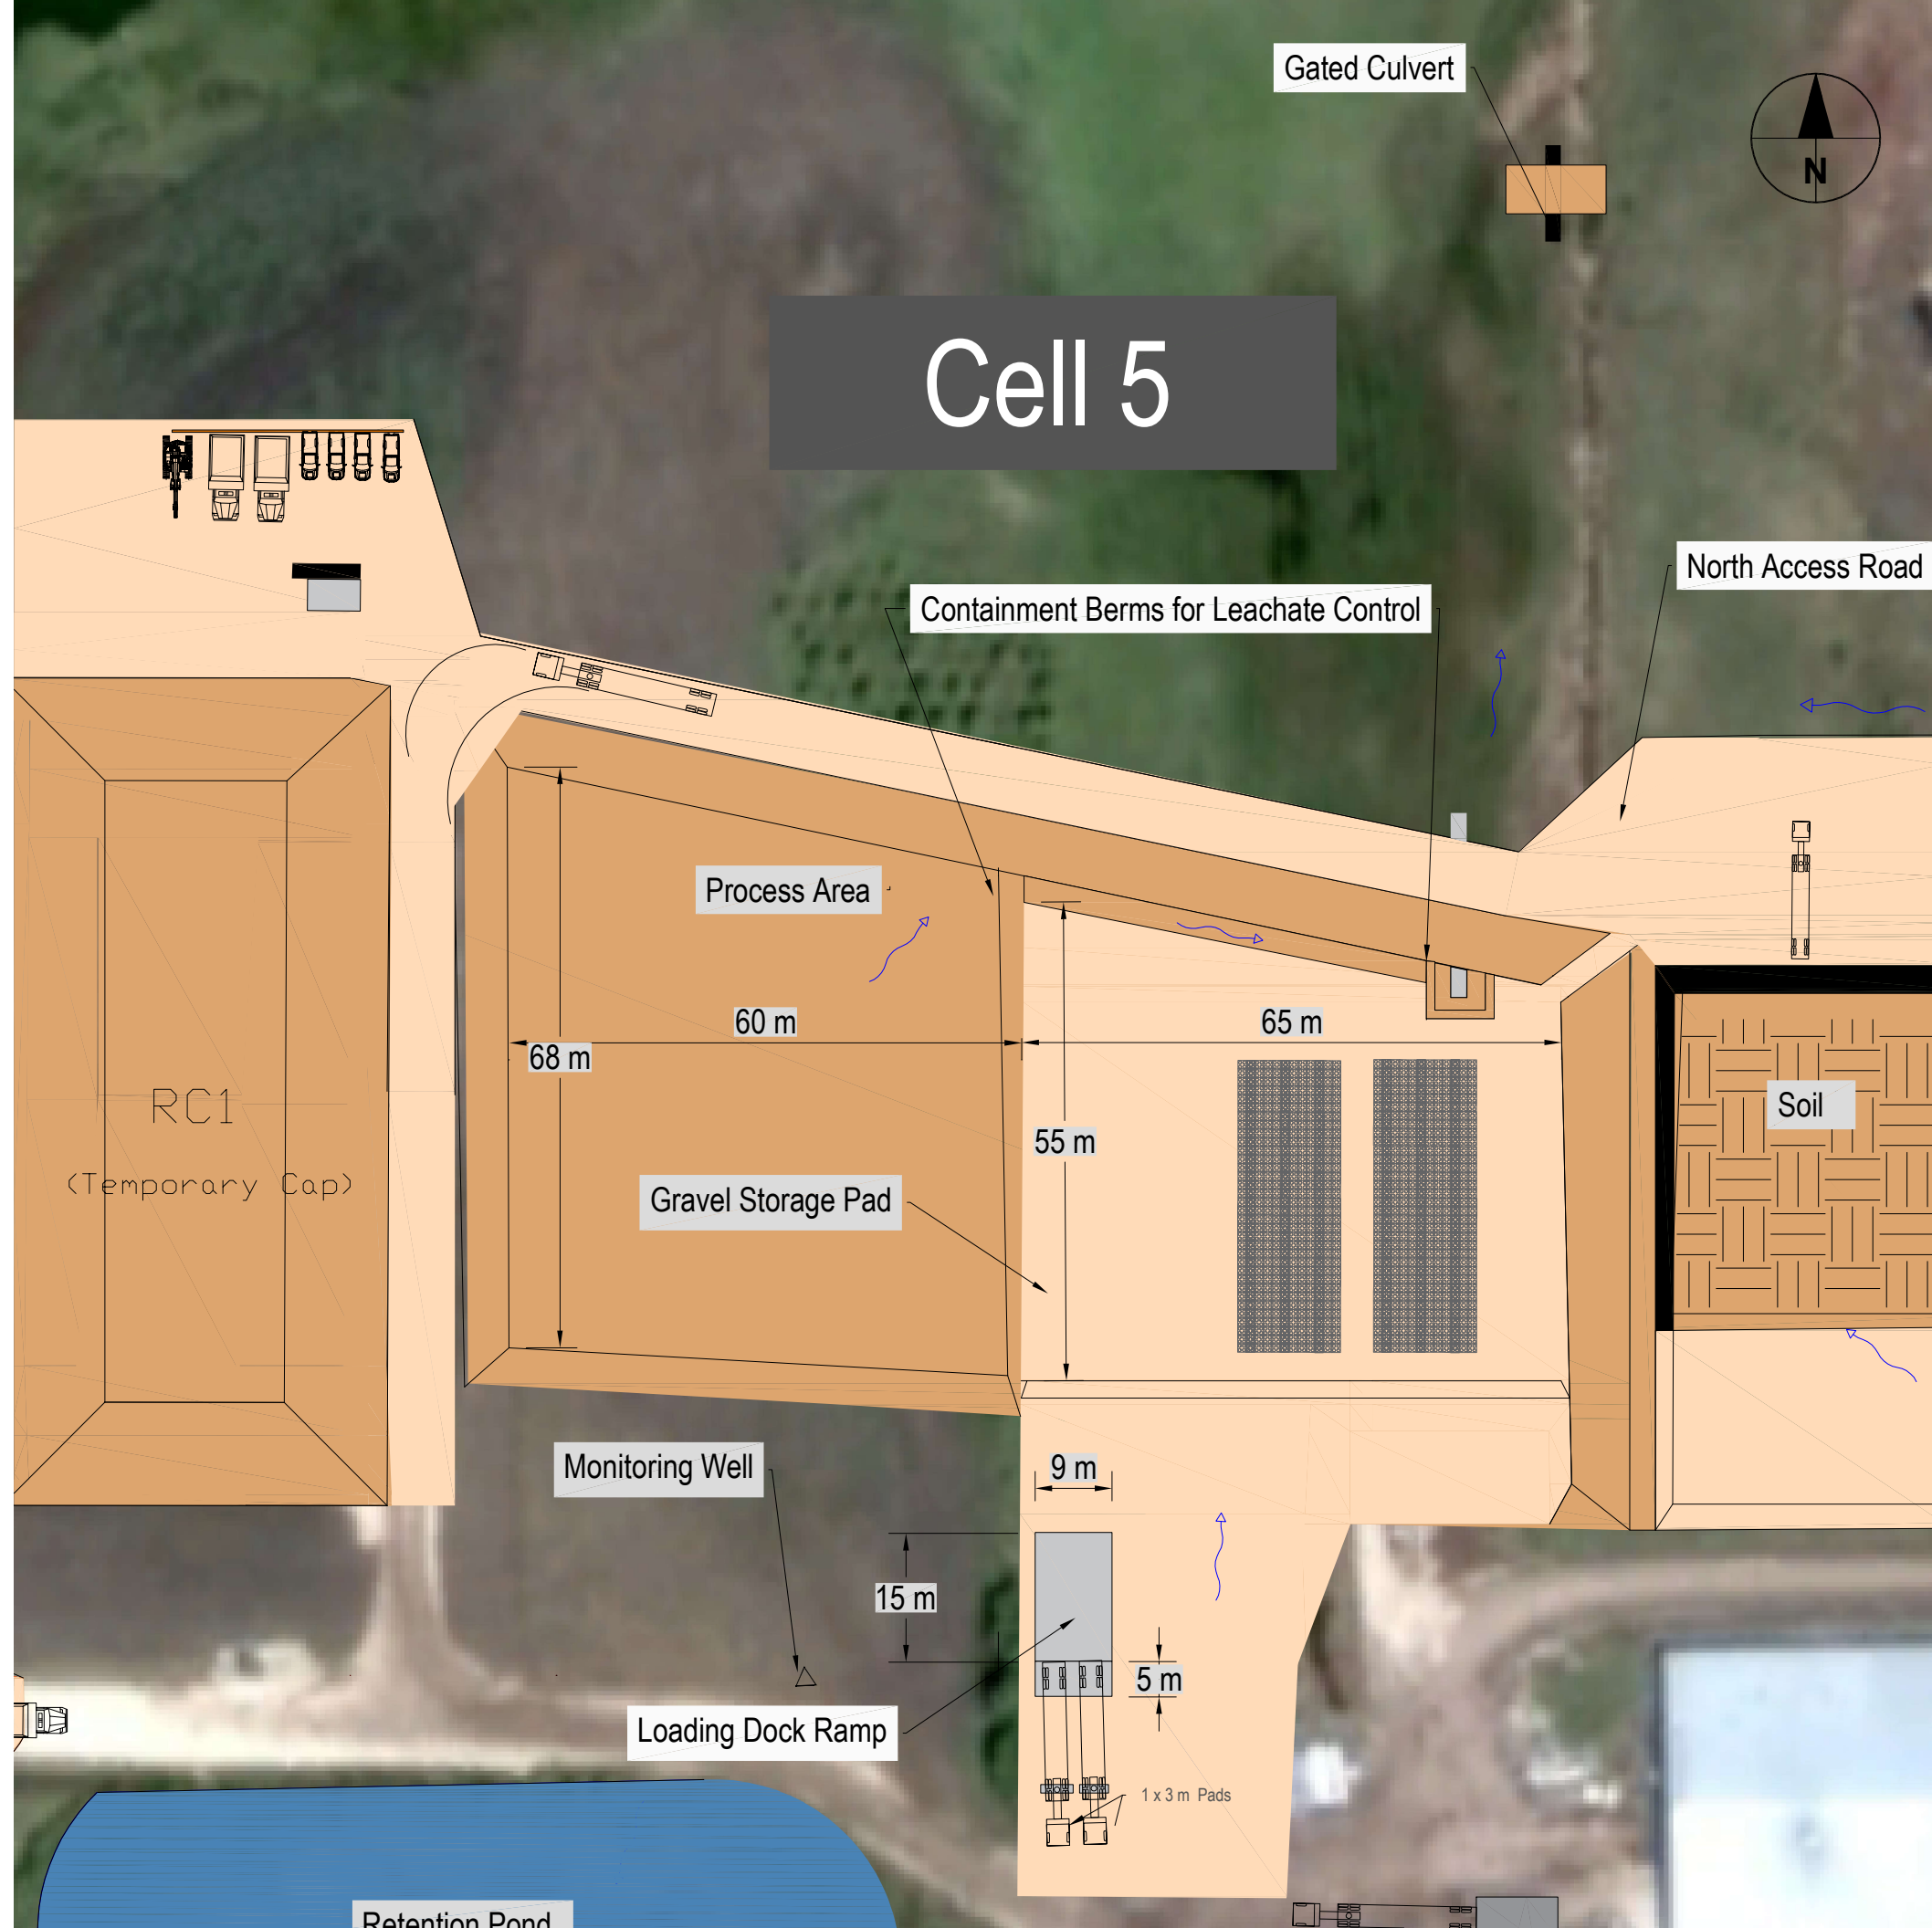 Gated Culvert
N
Cell 5
North Access Road
Containment Berms for Leachate Control
Process Area
60 m
65 m
68 m
RC1
(Temporary Cap)
Soil
55 m
Gravel Storage Pad
Monitoring Well
9 m
15 m
5 m
Loading Dock Ramp
1 x 3 m Pads
Retention Pond